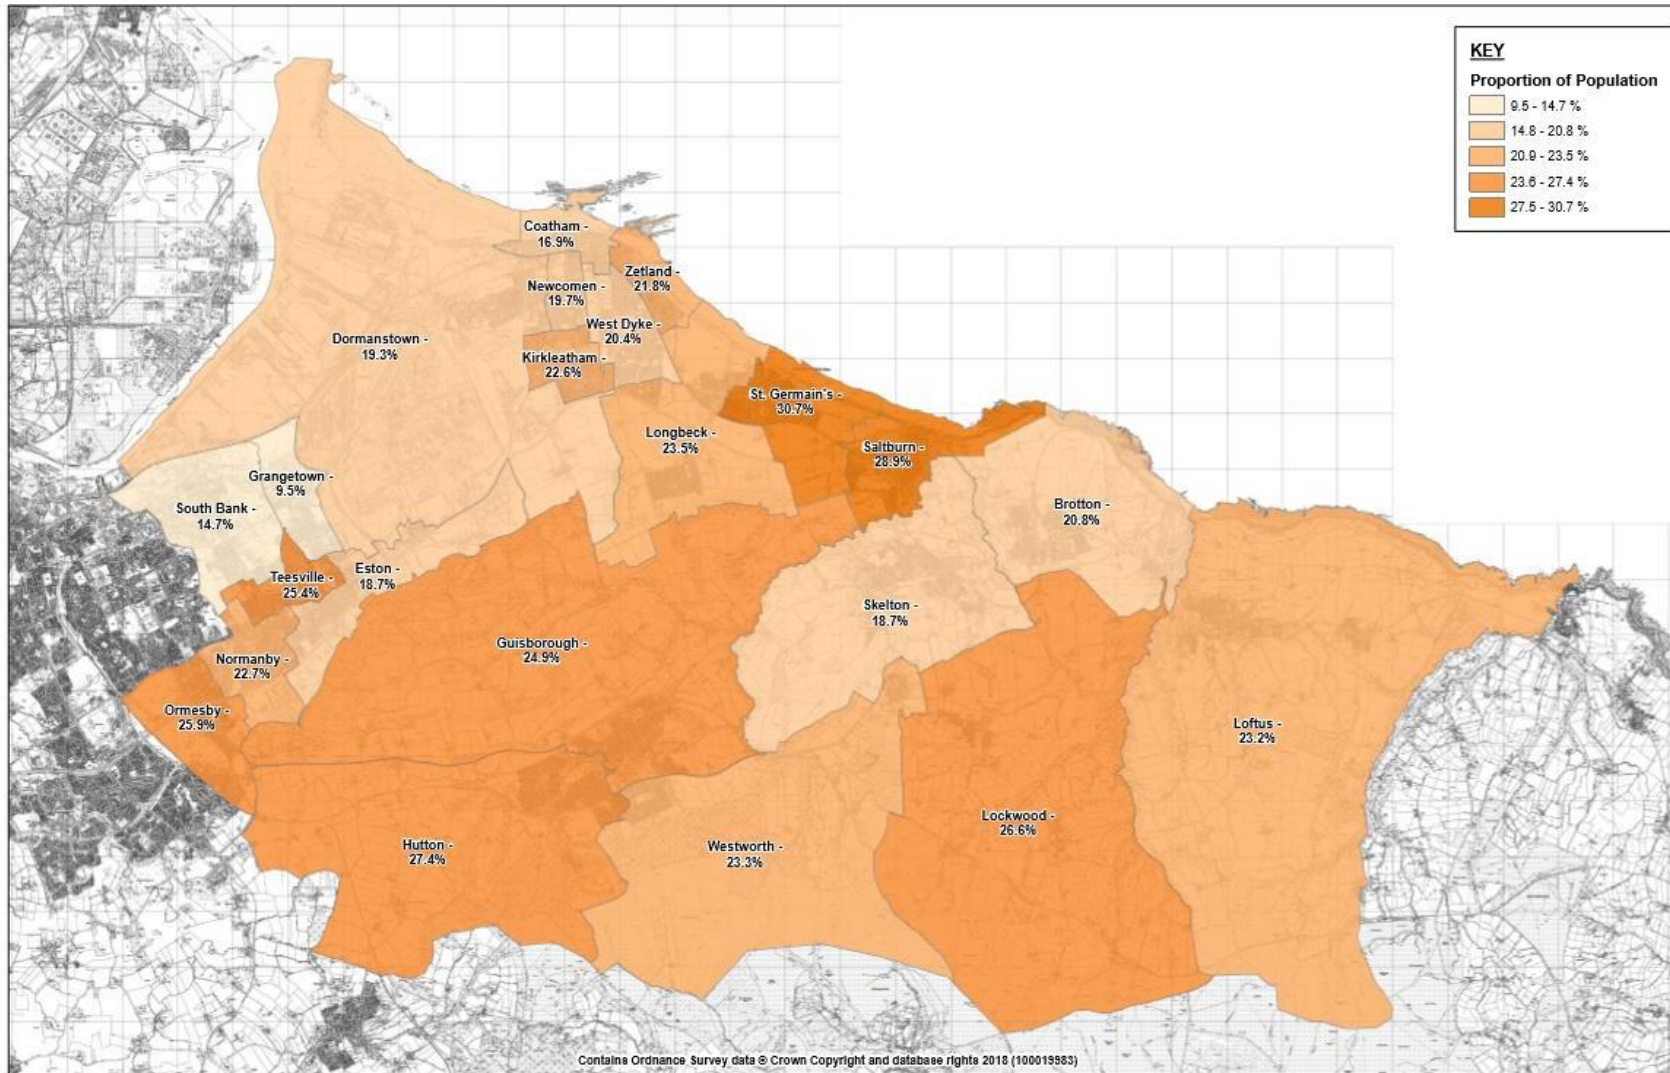 KEY
Proportion of Population
9.5 - 14.7 %
14.8 - 20.8 %
20.9 - 23.5 %
23.6 - 27.4 %
27.5 - 30.7 %
Coatham -
16.9%
Zetland -
21.8%
Newcomen -
19.7%
West Dyke -
20.4%
Dormanstown -
19.3%
Kirkleatham -
22.6%
St. Germain's -
30.7%
Longbeck -
23.5%
Saltburn -
28.9%
Grangetown -
9.5%
South Bank -
14.7%
Brotton -
20.8%
Teesville -
25.4%
Eston -
18.7%
Skelton -
18.7%
Guisborough -
24.9%
Normanby -
22.7%
Ormesby -
25.9%
Loftus -
23.2%
Lockwood -
26.6%
Hutton -
27.4%
Westworth -
23.3%
Contains Ordnance Survey data © Crown Copyright and database rights 2018 (100019983)